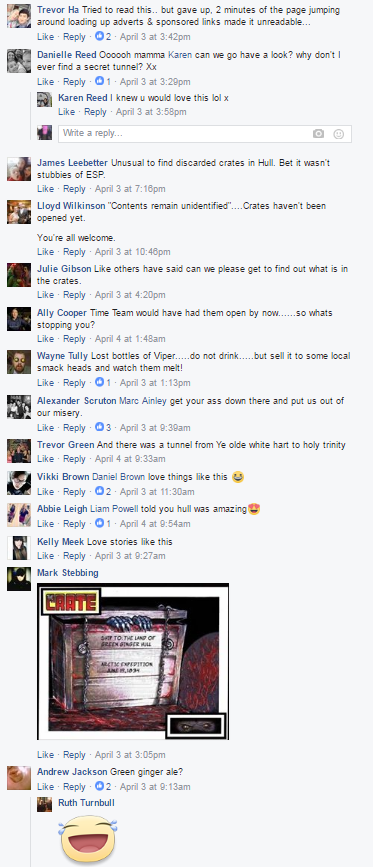 Trevor Ha Tried to read this.. but gave up, 2 minutes of the page jumping
around loading up adverts & sponsored links made it unreadable...
Like · Reply · 2 · April 3 at 3:42pm
Danielle Reed Oooooh mamma Karen can we go have a look? why don't I
ever find a secret tunnel? Xx
Like · Reply · 1 · April 3 at 3:29pm
Karen Reed I knew u would love this lol x
Like · Reply · April 3 at 3:58pm
Write a reply...
James Leebetter Unusual to find discarded crates in Hull. Bet it wasn't
stubbies of ESP.
Like · Reply · April 3 at 7:16pm
Lloyd Wilkinson "Contents remain unidentified"....Crates haven't been
opened yet.
You're all welcome.
Like · Reply · April 3 at 10:46pm
Julie Gibson Like others have said can we please get to find out what is in
the crates.
Like · Reply · April 3 at 4:20pm
Ally Cooper Time Team would have had them open by now......so whats
stopping you?
Like · Reply · April 4 at 1:48am
Wayne Tully Lost bottles of Viper.....do not drink.....but sell it to some local
smack heads and watch them melt!
Like · Reply · 1 · April 3 at 1:13pm
Alexander Scruton Marc Ainley get your ass down there and put us out of
our misery.
Like · Reply · 3 · April 3 at 9:39am
Trevor Green And there was a tunnel from Ye olde white hart to holy trinity
Like · Reply · April 4 at 9:33am
Vikki Brown Daniel Brown love things like this 😂
Like · Reply · 2 · April 3 at 11:30am
Abbie Leigh Liam Powell told you hull was amazing😍
Like · Reply · 1 · April 4 at 9:54am
Kelly Meek Love stories like this
Like · Reply · April 3 at 9:27am
Mark Stebbing
THE CRATE
SHIP TO: THE LAND OF
GREEN GINGER HULL
ARCTIC EXPEDITION
JUNE 19, 1834
Like · Reply · April 3 at 3:05pm
Andrew Jackson Green ginger ale?
Like · Reply · 2 · April 3 at 9:13am
Ruth Turnbull